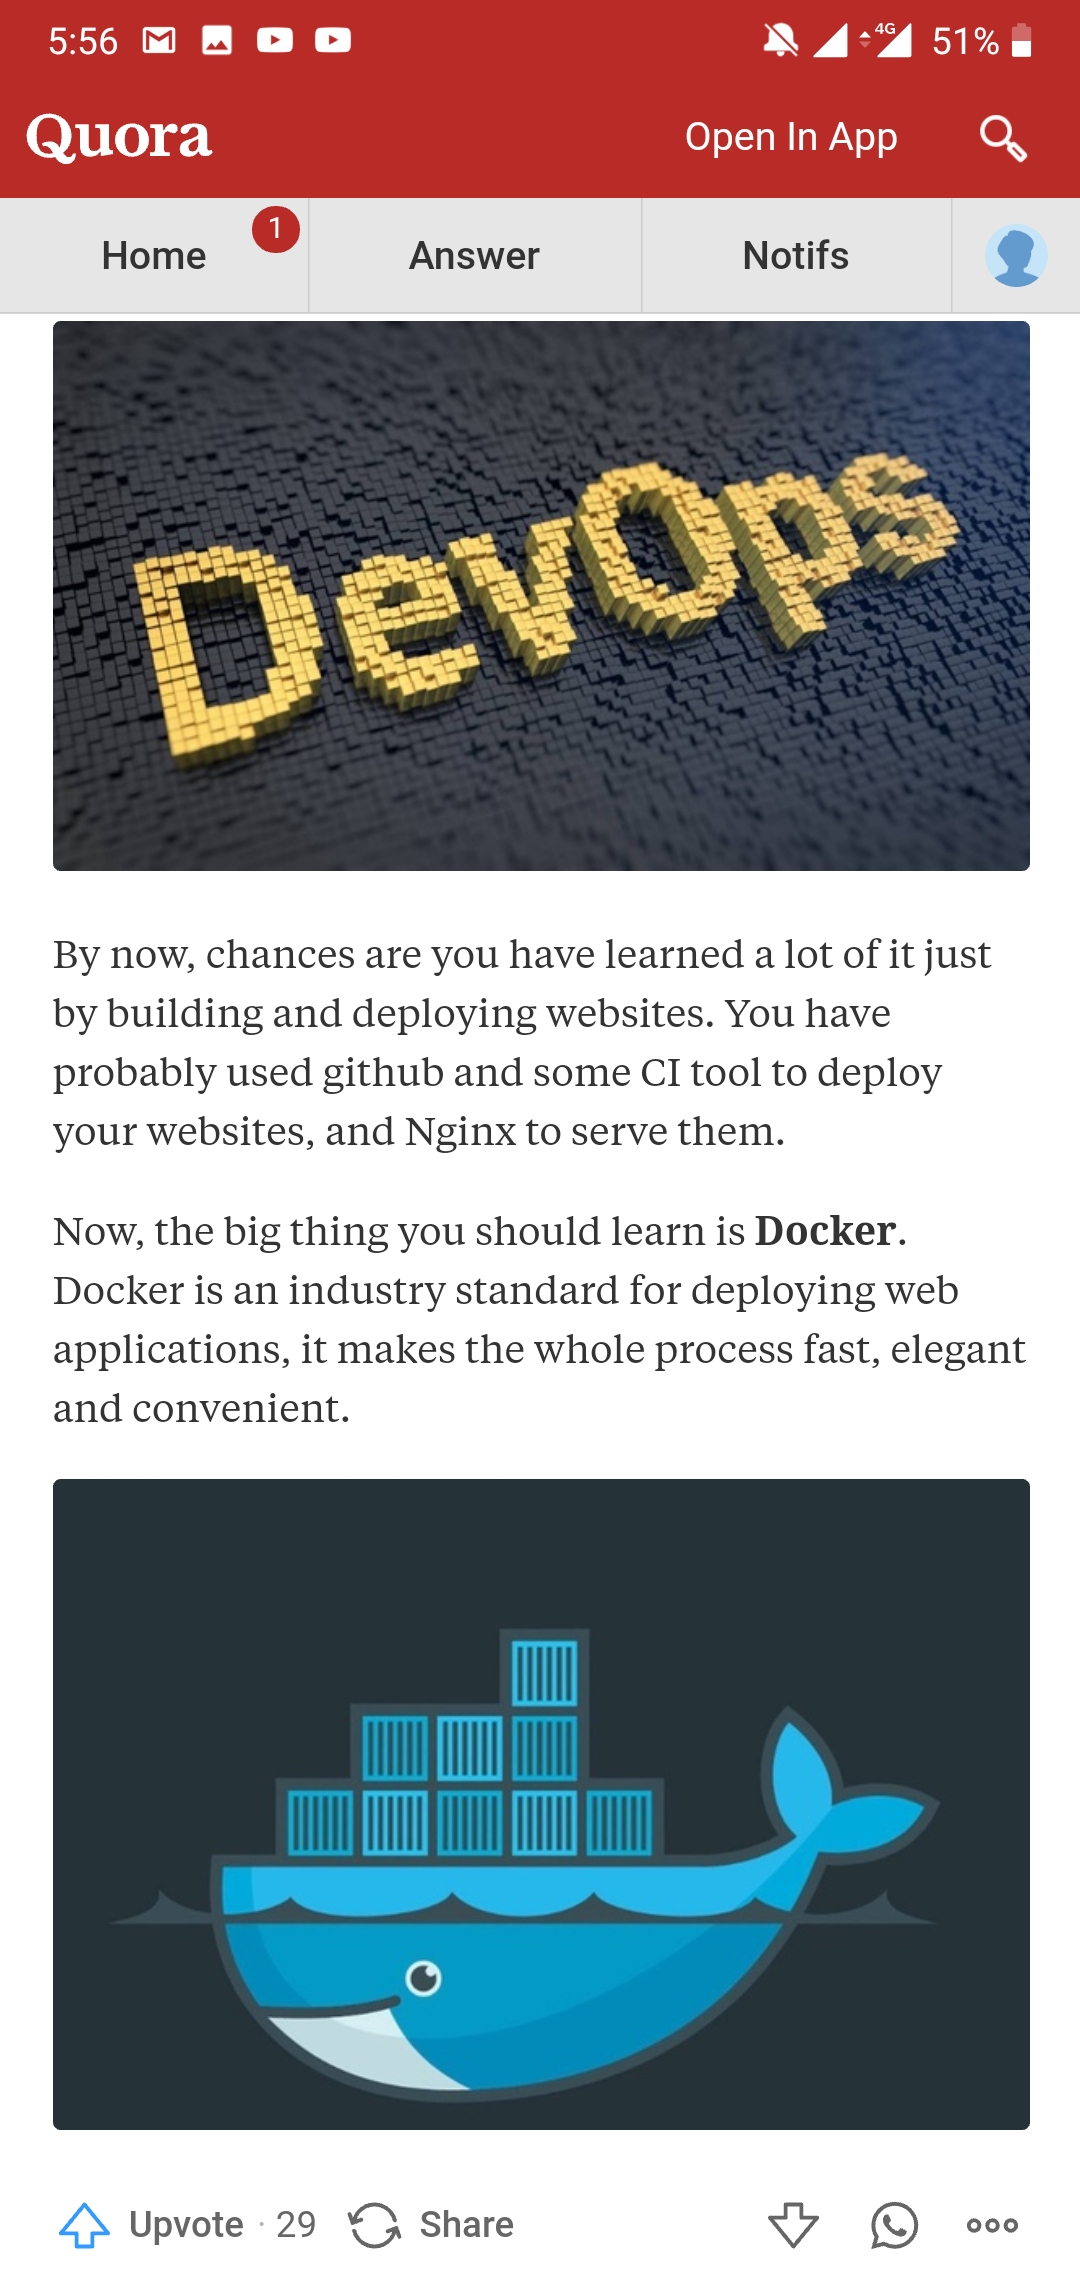 5:56
4G
51%
Quora
Open In App
Home
1
Answer
Notifs
DevOps
By now, chances are you have learned a lot of it just
by building and deploying websites. You have
probably used github and some CI tool to deploy
your websites, and Nginx to serve them.
Now, the big thing you should learn is Docker.
Docker is an industry standard for deploying web
applications, it makes the whole process fast, elegant
and convenient.
Upvote · 29
Share